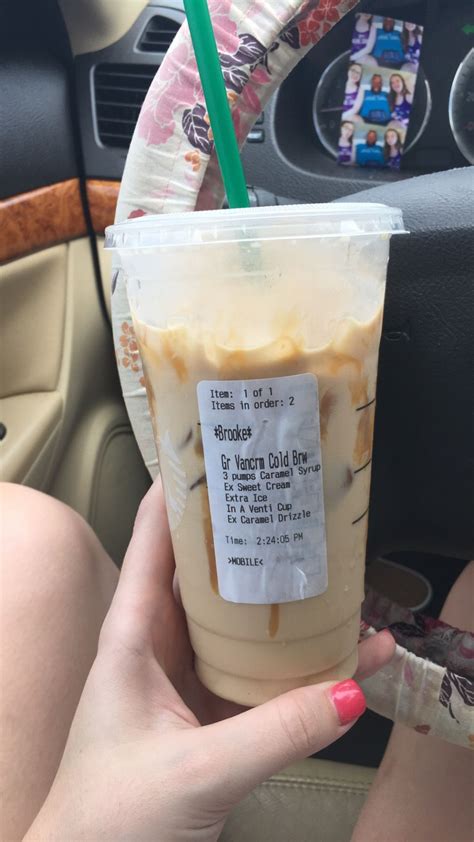 Item: 1 of 1
Items in order: 2
*Brooke*
Gr Vancrm Cold Brw
3 pumps Caramel Syrup
Ex Sweet Cream
Extra Ice
In A Venti Cup
Ex Caramel Drizzle
Time: 2:24:05 PM
>MOBILE<